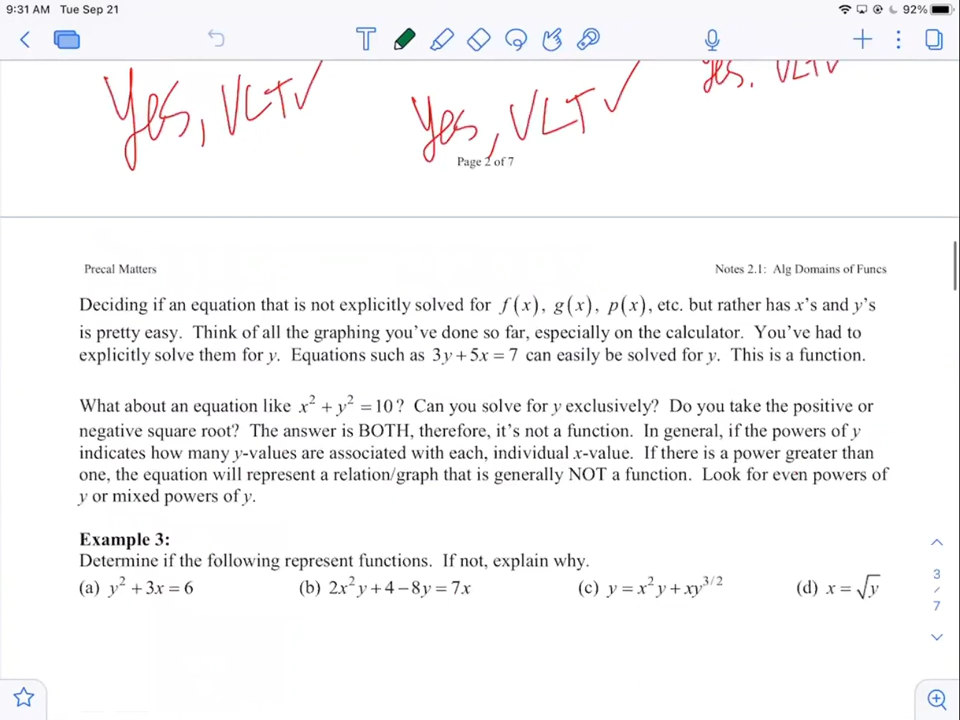 9:31 AM Tue Sep 21 92%
Yes, VLT✓ Yes, VLT✓ Yes. VLT✓
Page 2 of 7
Precal Matters Notes 2.1: Alg Domains of Funcs
Deciding if an equation that is not explicitly solved for f(x), g(x), p(x), etc. but rather has x's and y's
is pretty easy. Think of all the graphing you've done so far, especially on the calculator. You've had to
explicitly solve them for y. Equations such as 3y + 5x = 7 can easily be solved for y. This is a function.
What about an equation like x² + y² = 10? Can you solve for y exclusively? Do you take the positive or
negative square root? The answer is BOTH, therefore, it's not a function. In general, if the powers of y
indicates how many y-values are associated with each, individual x-value. If there is a power greater than
one, the equation will represent a relation/graph that is generally NOT a function. Look for even powers of
y or mixed powers of y.
Example 3:
Determine if the following represent functions. If not, explain why.
(a) y² + 3x = 6 (b) 2x²y + 4 − 8y = 7x (c) y = x²y + xy^{3/2} (d) x = √y
3
/
7